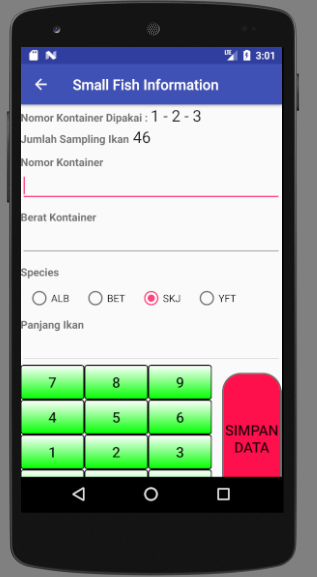 3:01
Small Fish Information
Nomor Kontainer Dipakai : 1 - 2 - 3
Jumlah Sampling Ikan 46
Nomor Kontainer
Berat Kontainer
Species
ALB BET SKJ YFT
Panjang Ikan
7 8 9
4 5 6
SIMPAN
DATA
1 2 3